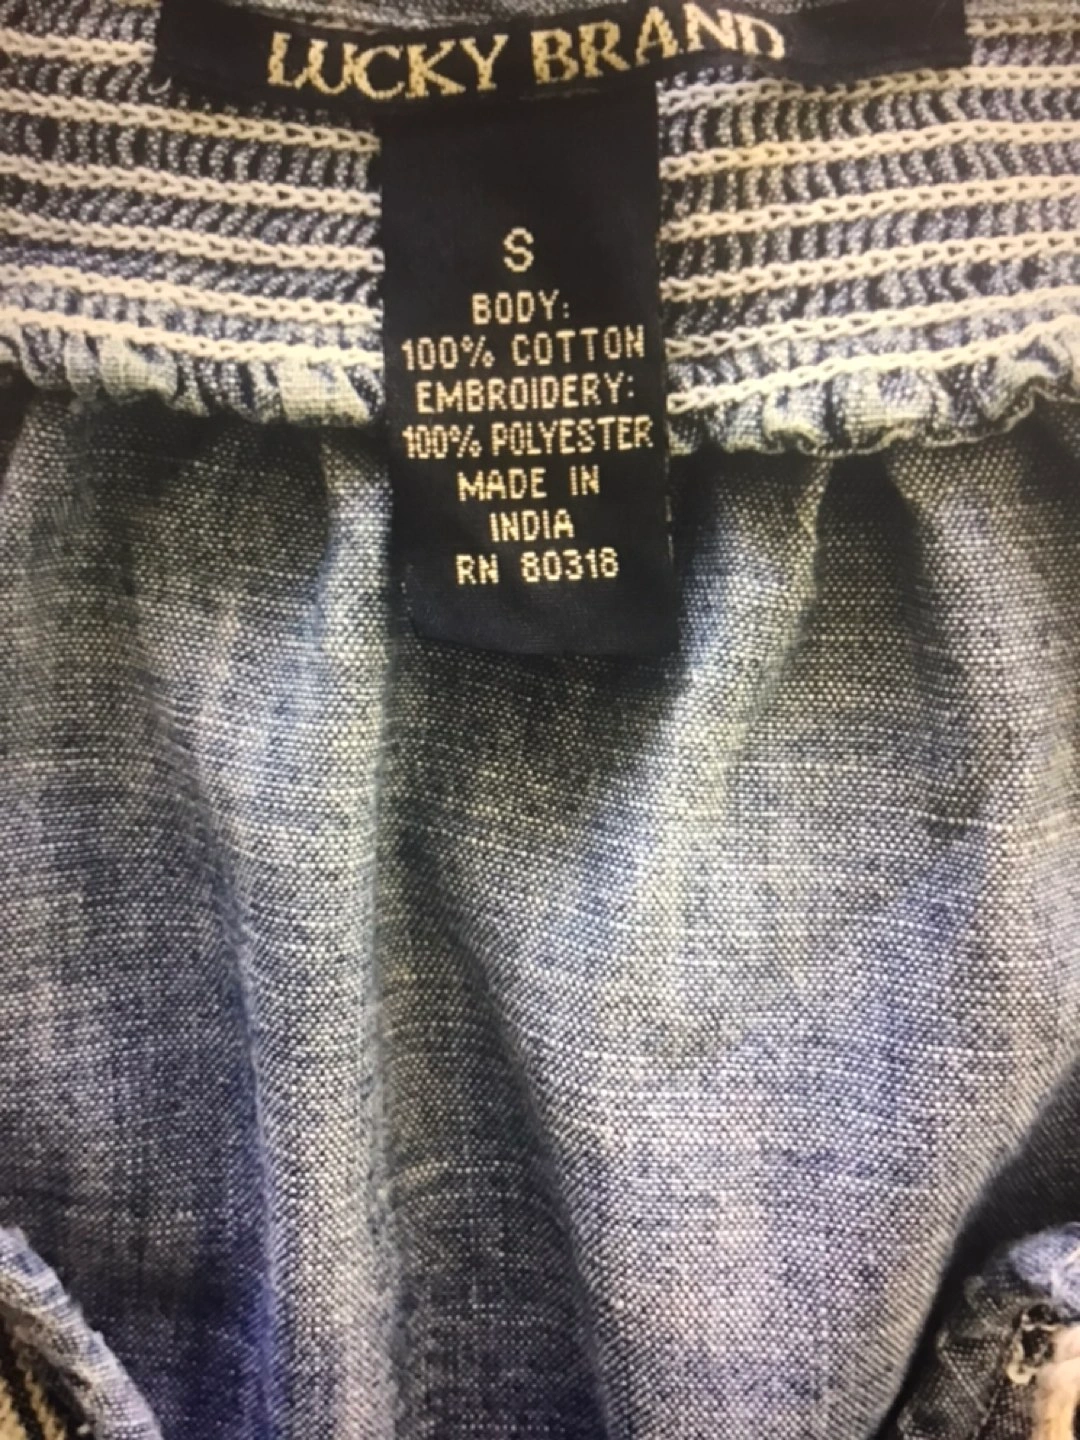 LUCKY BRAND
S
BODY:
100% COTTON
EMBROIDERY:
100% POLYESTER
MADE IN
INDIA
RN 80318